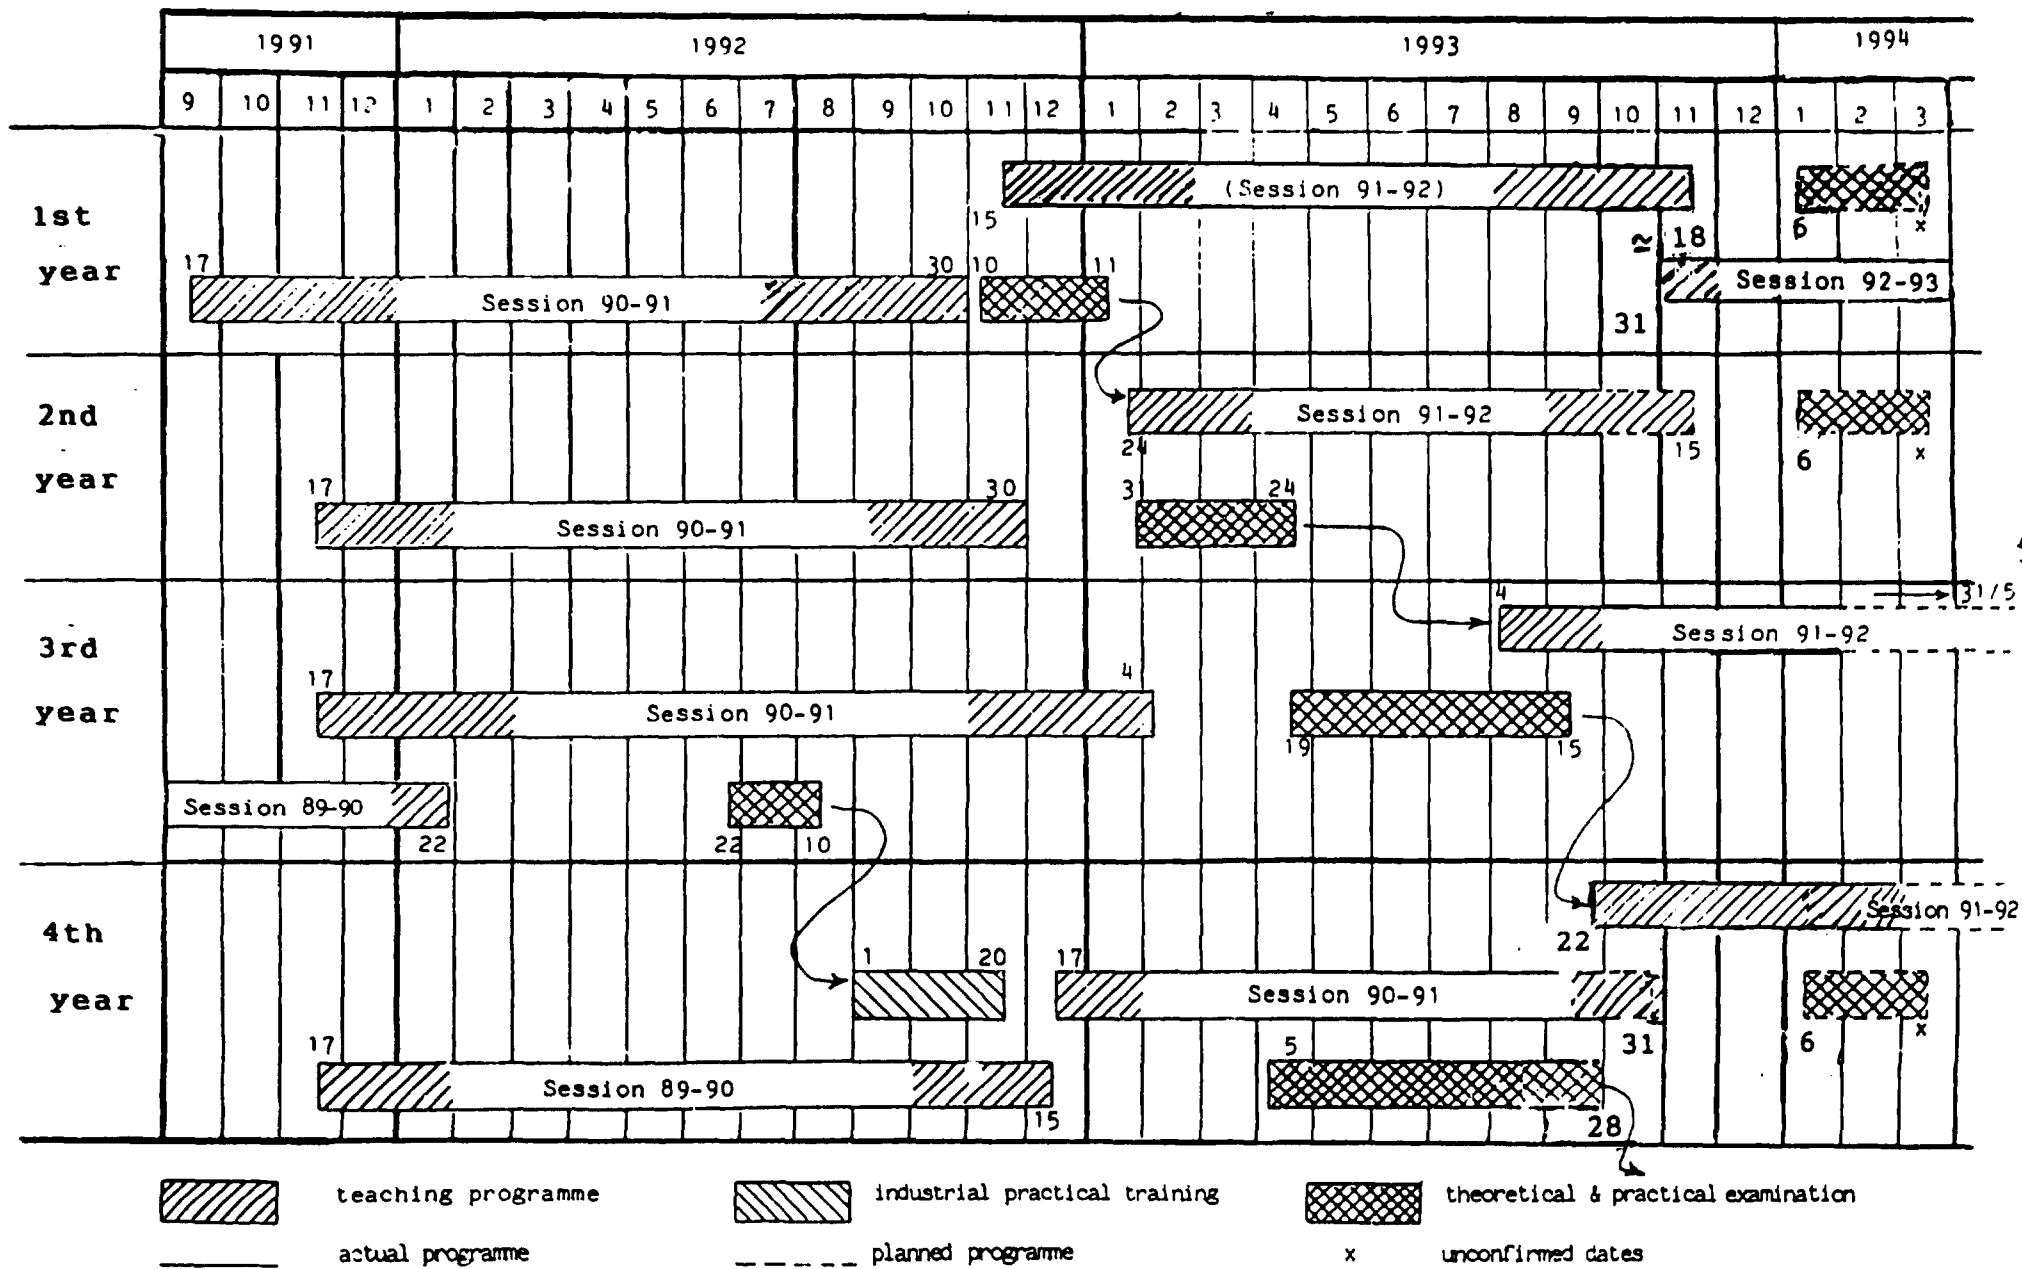 1991 1992 1993 1994
9 10 11 12 1 2 3 4 5 6 7 8 9 10 11 12 1 2 3 4 5 6 7 8 9 10 11 12 1 2 3
(Session 91-92)
15
1st
6
x
≃ 18
year
17
30 10 11
Session 92-93
Session 90-91
31
2nd
Session 91-92
24
15
6
x
year
17
30
3
24
Session 90-91
4
31/5
3rd
Session 91-92
17
4
year
Session 90-91
19
15
Session 89-90
22
22
10
4th
Session 91-92
22
1
20
17
year
Session 90-91
31
6
x
17
5
Session 89-90
15
28
teaching programme
industrial practical training
theoretical & practical examination
actual programme
planned programme
x unconfirmed dates